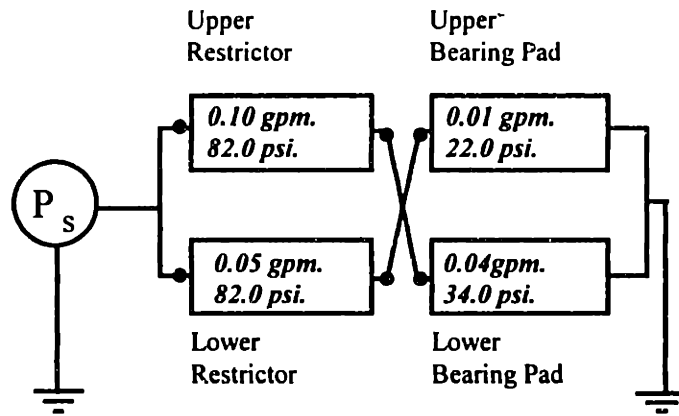 Upper
Restrictor
Upper
Bearing Pad
0.10 gpm.
82.0 psi.
0.01 gpm.
22.0 psi.
P s
0.05 gpm.
82.0 psi.
0.04gpm.
34.0 psi.
Lower
Restrictor
Lower
Bearing Pad